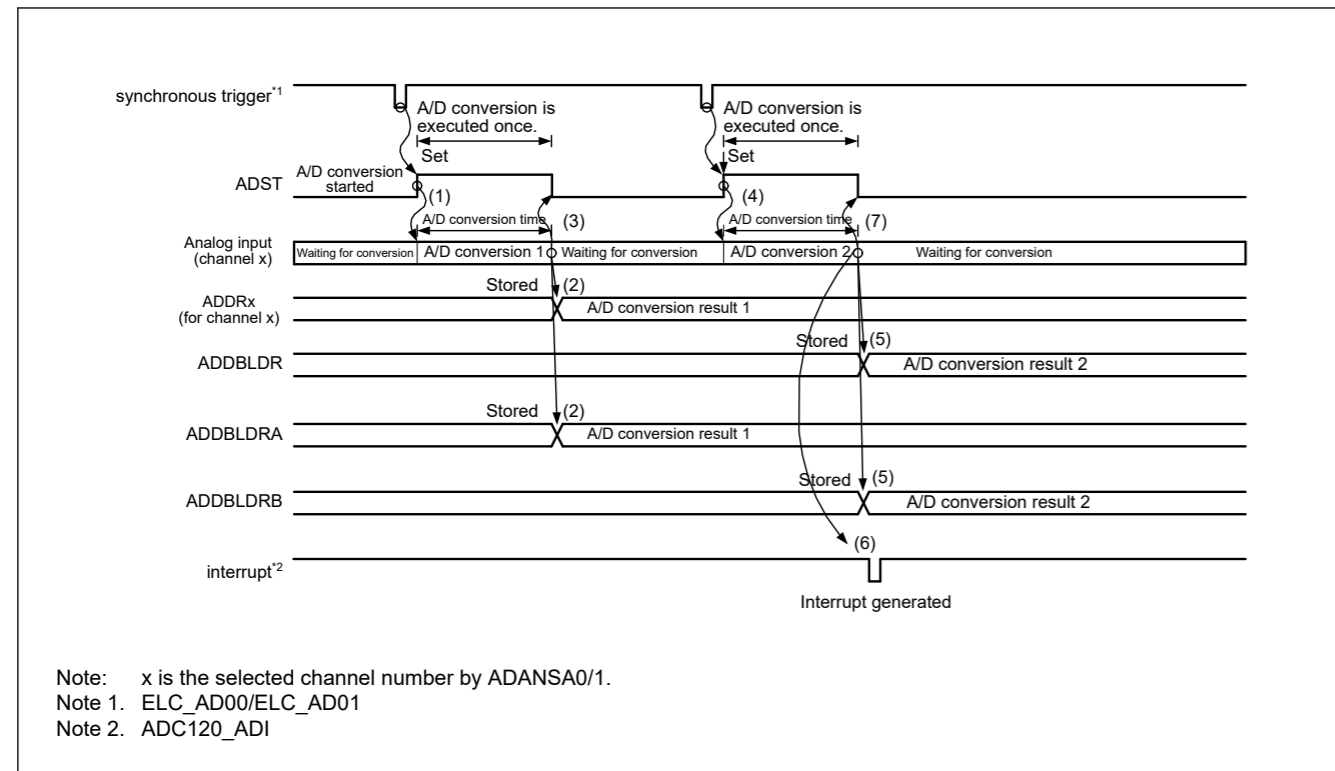 synchronous trigger*1
A/D conversion is
executed once.
A/D conversion is
executed once.
Set
Set
ADST
A/D conversion
started
(1)
(4)
A/D conversion time
(3)
A/D conversion time
(7)
Analog input
(channel x)
Waiting for conversion
A/D conversion 1
Waiting for conversion
A/D conversion 2
Waiting for conversion
Stored
(2)
ADDRx
(for channel x)
A/D conversion result 1
Stored
(5)
ADDBLDR
A/D conversion result 2
Stored
(2)
ADDBLDRA
A/D conversion result 1
Stored
(5)
ADDBLDRB
A/D conversion result 2
(6)
interrupt*2
Interrupt generated
Note: x is the selected channel number by ADANSA0/1.
Note 1. ELC_AD00/ELC_AD01
Note 2. ADC120_ADI